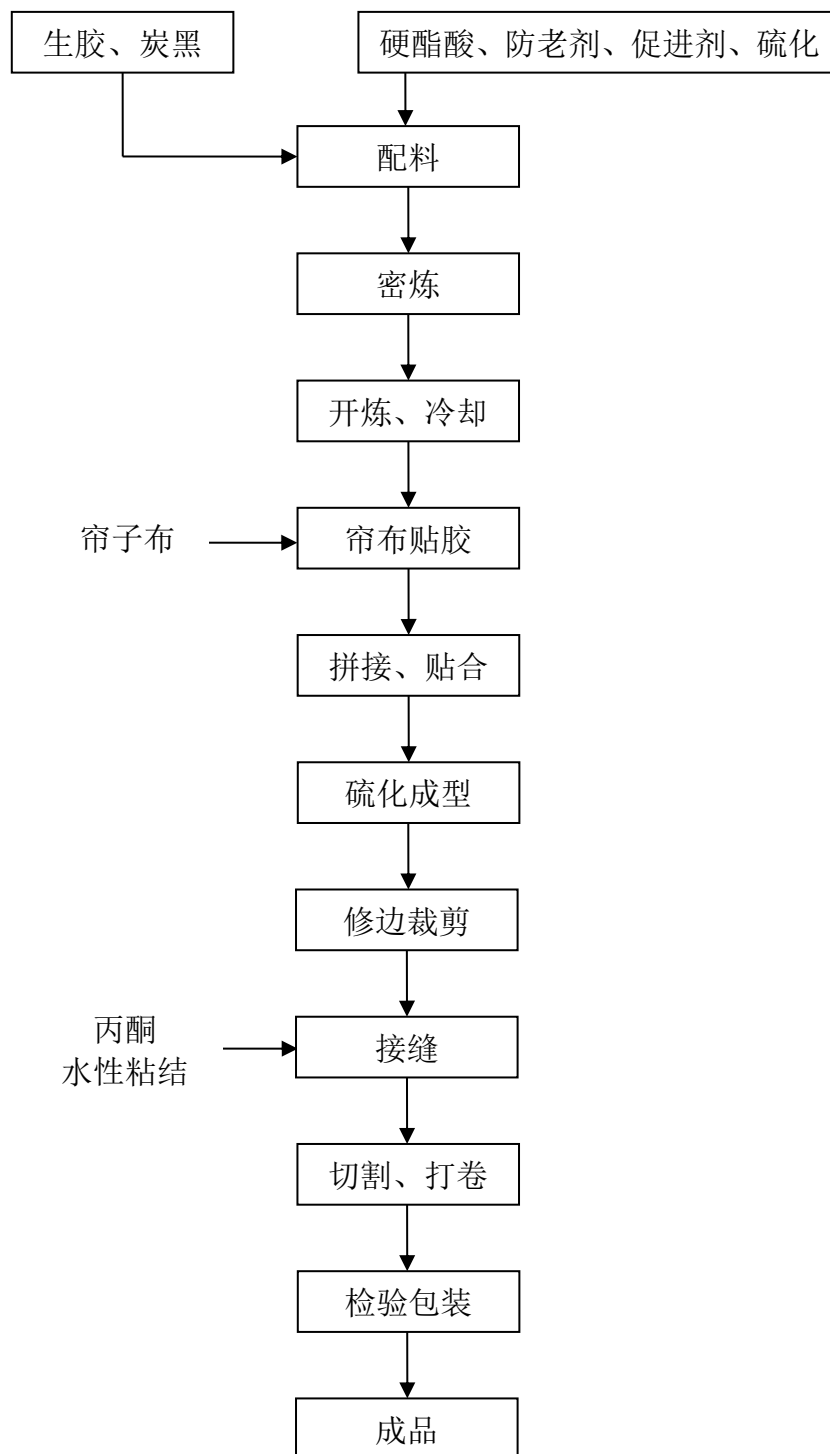 生胶、炭黑
硬酯酸、防老剂、促进剂、硫化
配料
密炼
开炼、冷却
帘子布
帘布贴胶
拼接、贴合
硫化成型
修边裁剪
丙酮
水性粘结
接缝
切割、打卷
检验包装
成品